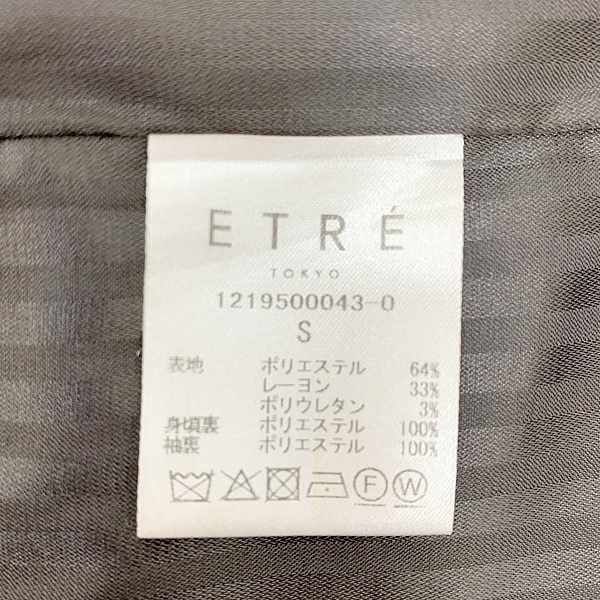 ETRÉ
TOKYO
1219500043-0
S
表地 ポリエステル 64%
レーヨン 33%
ポリウレタン 3%
身頃裏 ポリエステル 100%
袖裏 ポリエステル 100%
F W